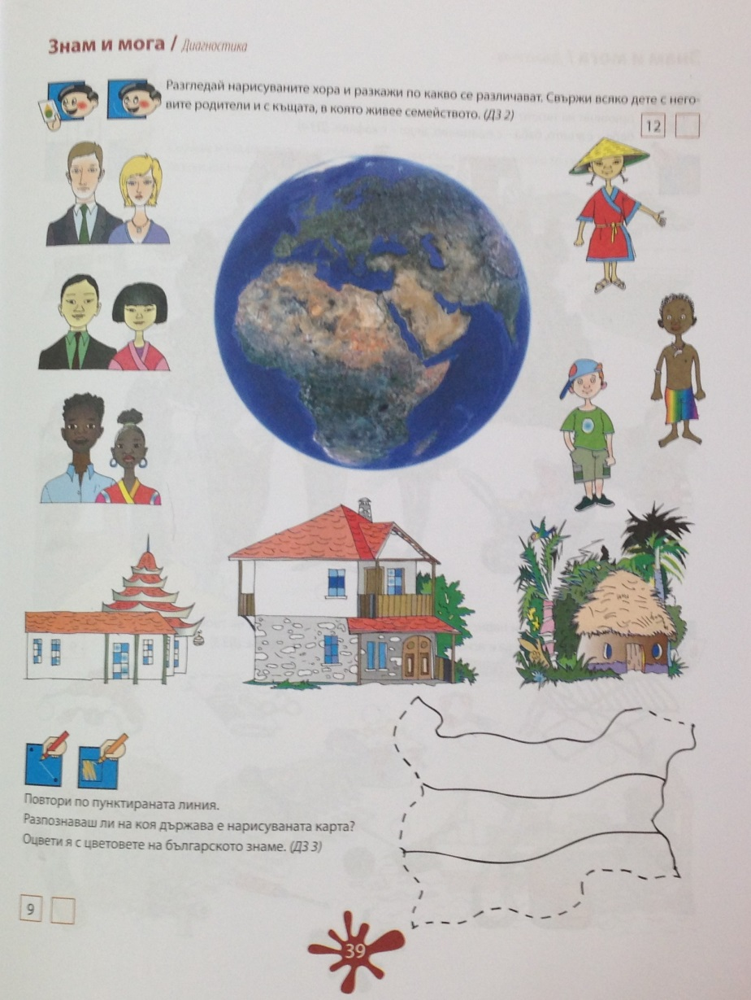 Знам и мога / Диагностика
Разгледай нарисуваните хора и разкажи по какво се различават. Свържи всяко дете с него-
вите родители и с къщата, в която живее семейството. (ДЗ 2)
12
Повтори по пунктираната линия.
Разпознаваш ли на коя държава е нарисуваната карта?
Оцвети я с цветовете на българското знаме. (ДЗ 3)
9
39